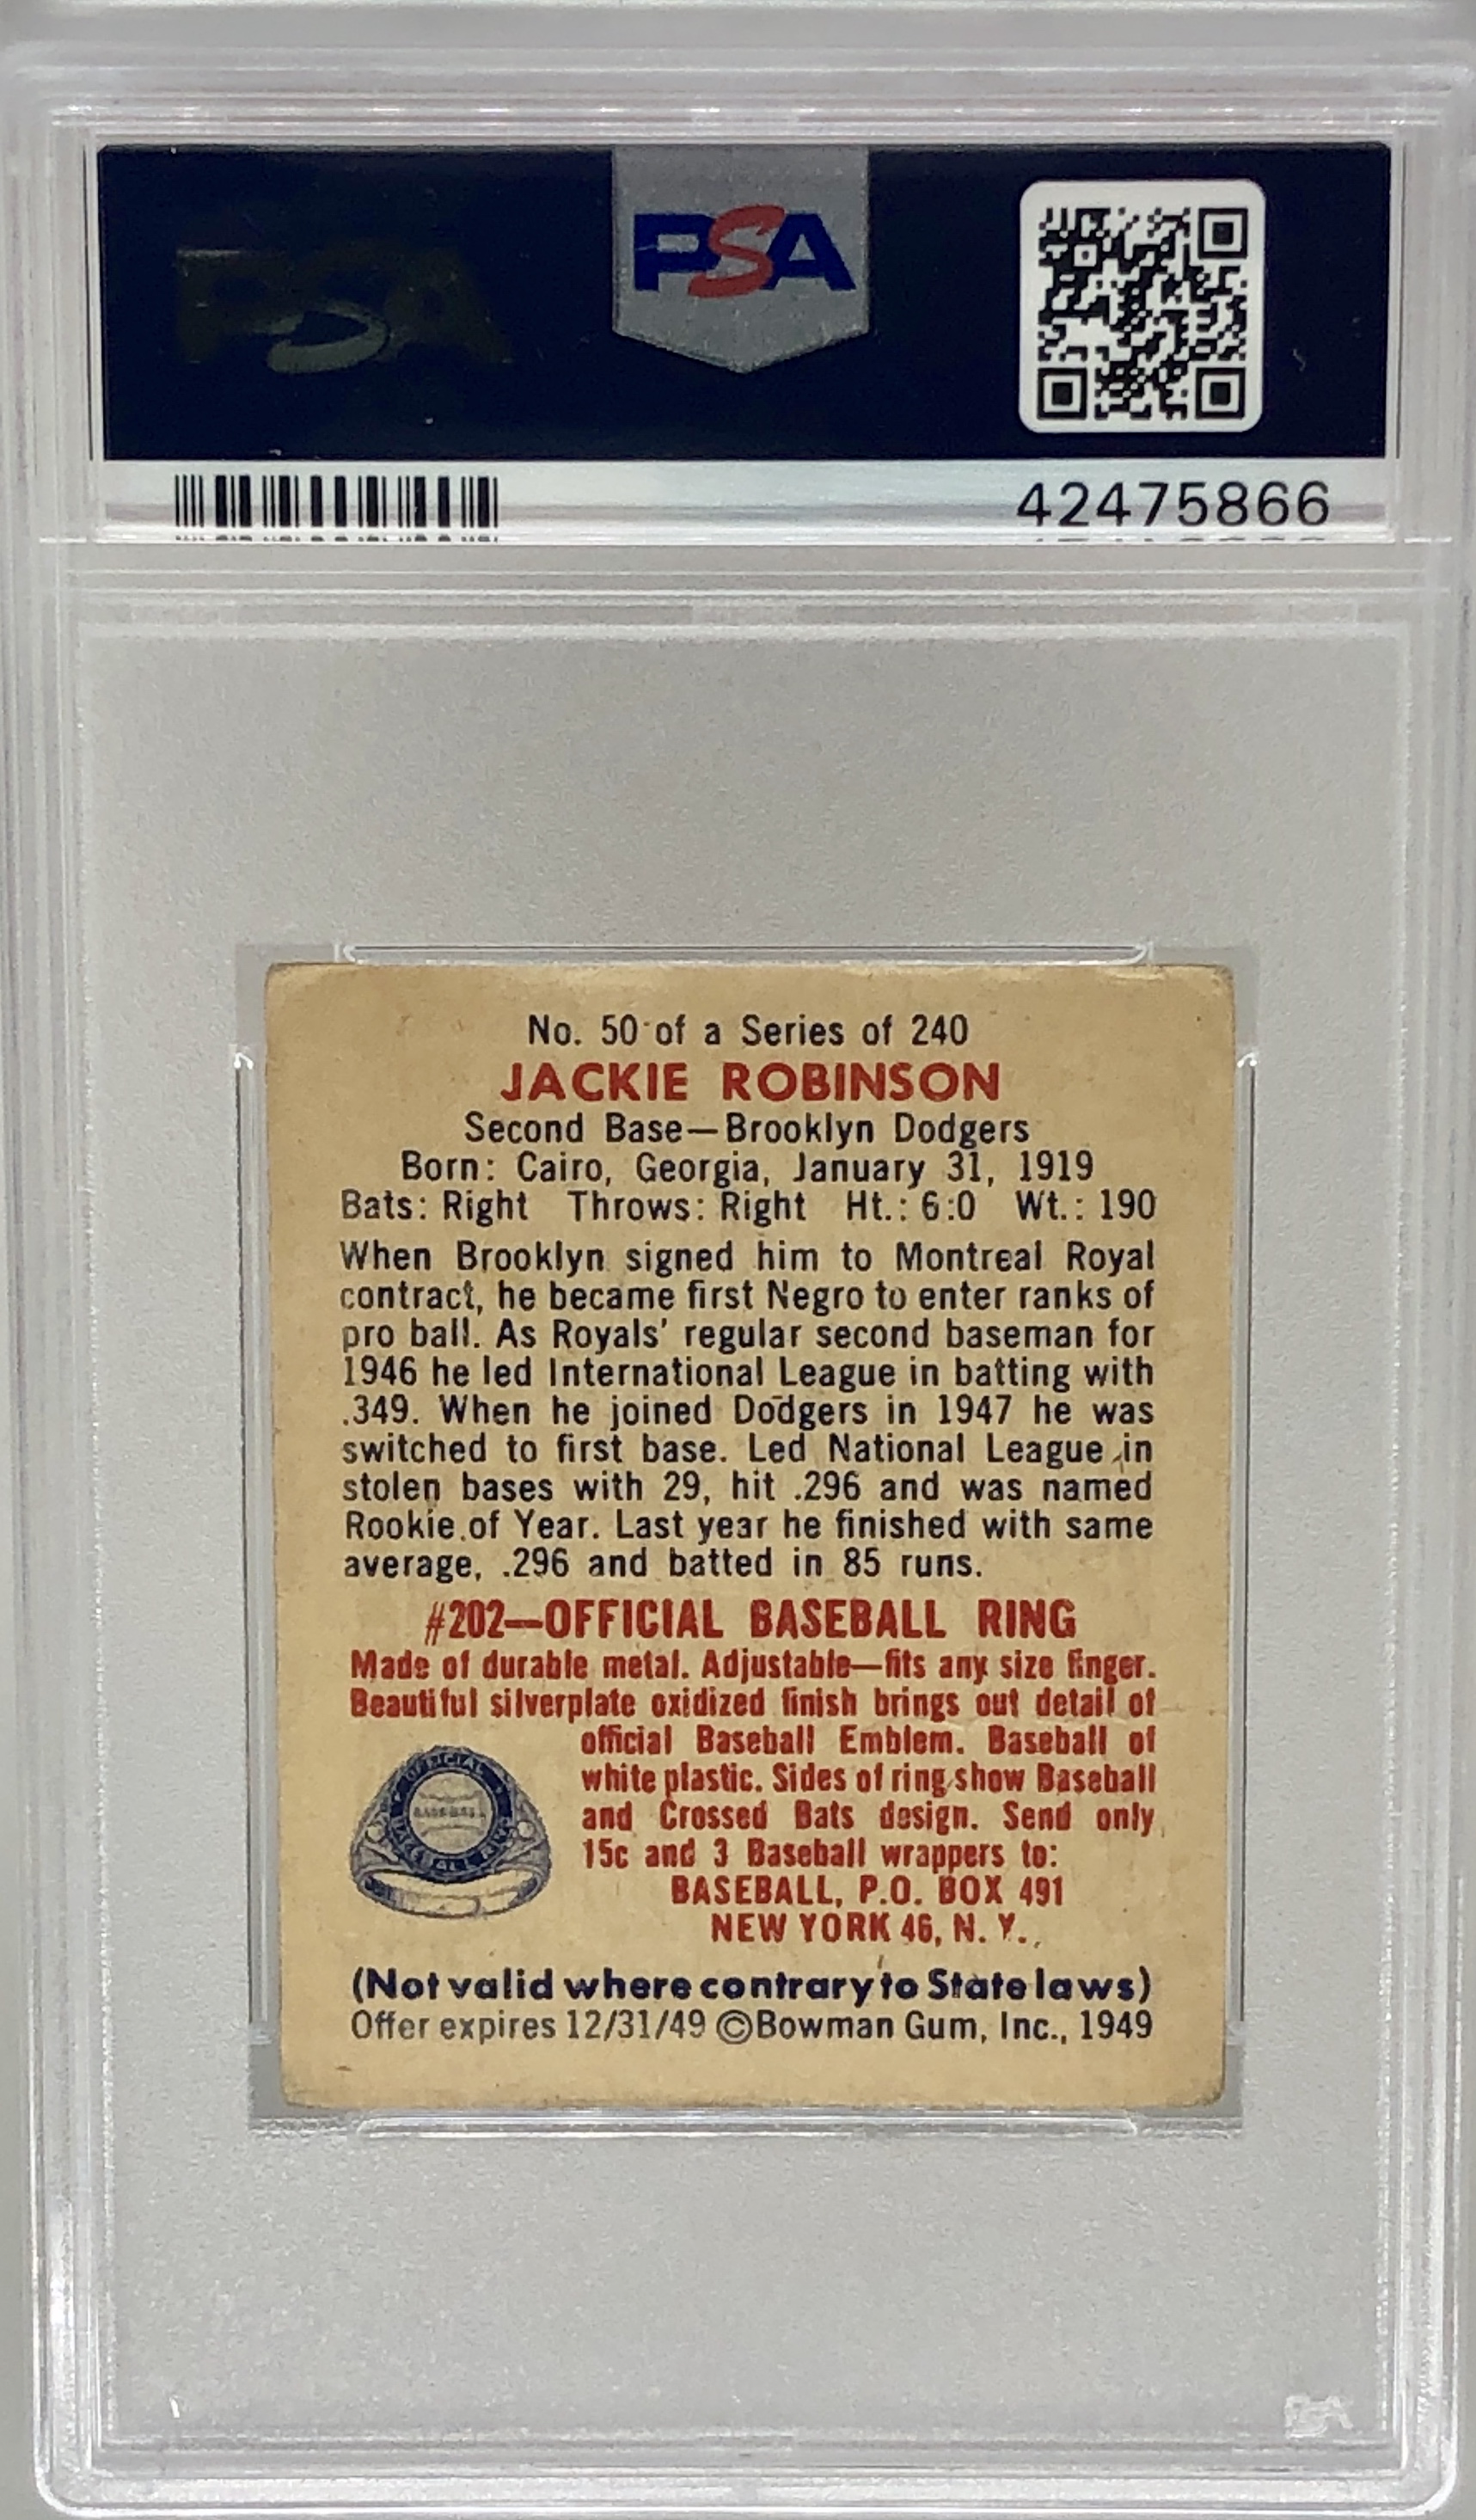 PSA
PSA
42475866
No. 50 of a Series of 240
JACKIE ROBINSON
Second Base—Brooklyn Dodgers
Born: Cairo, Georgia, January 31, 1919
Bats: Right Throws: Right Ht.: 6:0 Wt.: 190
When Brooklyn signed him to Montreal Royal
contract, he became first Negro to enter ranks of
pro ball. As Royals' regular second baseman for
1946 he led International League in batting with
.349. When he joined Dodgers in 1947 he was
switched to first base. Led National League in
stolen bases with 29, hit .296 and was named
Rookie of Year. Last year he finished with same
average, .296 and batted in 85 runs.
#202—OFFICIAL BASEBALL RING
Made of durable metal. Adjustable—fits any size finger.
Beautiful silverplate oxidized finish brings out detail of
official Baseball Emblem. Baseball of
white plastic. Sides of ring show Baseball
and Crossed Bats design. Send only
15c and 3 Baseball wrappers to:
BASEBALL, P.O. BOX 491
NEW YORK 46, N. Y.
OFFICIAL
BASEBALL
BASEBALL RING
(Not valid where contrary to State laws)
Offer expires 12/31/49 ©Bowman Gum, Inc., 1949
PSA